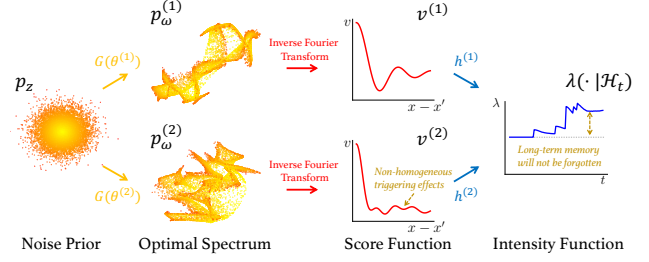 p_z
G(θ^(1))
G(θ^(2))
p_ω^(1)
p_ω^(2)
Inverse Fourier
Transform
Inverse Fourier
Transform
v^(1)
v
x − x′
v^(2)
v
Non-homogeneous
triggering effects
x − x′
h^(1)
h^(2)
λ(· |ℋ_t)
λ
Long-term memory
will not be forgotten
t
Noise Prior
Optimal Spectrum
Score Function
Intensity Function